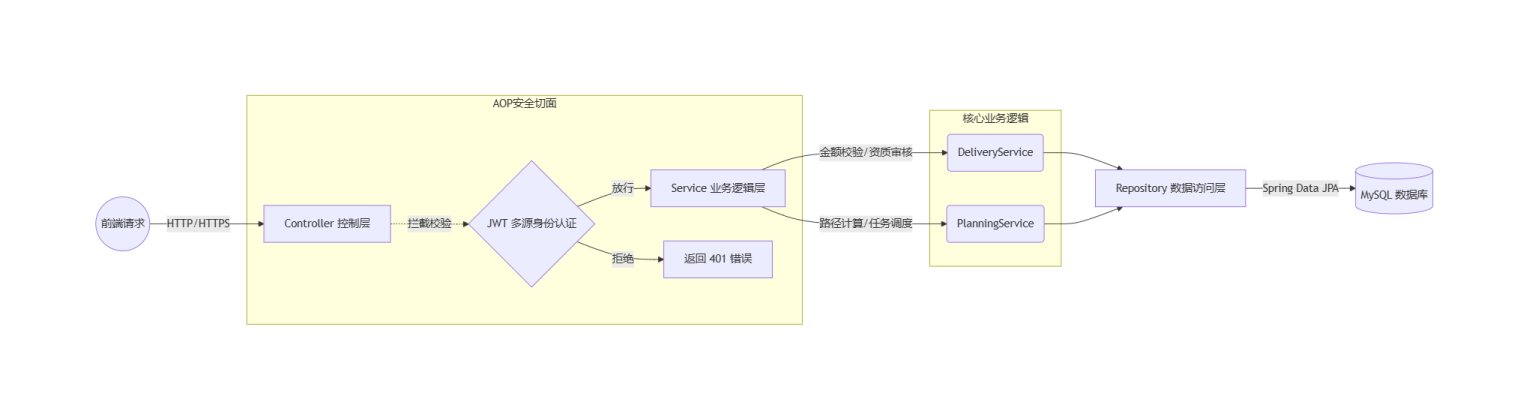 AOP安全切面
前端请求
HTTP/HTTPS
Controller 控制层
拦截校验
JWT 多源身份认证
放行
拒绝
Service 业务逻辑层
返回 401 错误
金额校验/资质审核
路径计算/任务调度
核心业务逻辑
DeliveryService
PlanningService
Repository 数据访问层
Spring Data JPA
MySQL 数据库